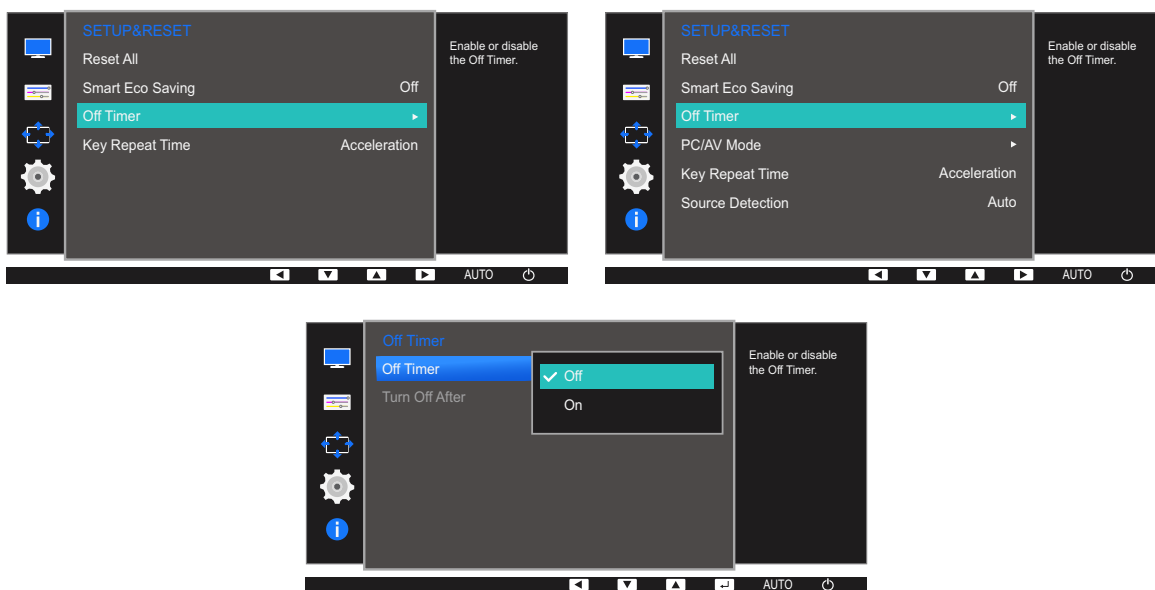 SETUP&RESET
Reset All
Smart Eco Saving Off
Off Timer
Key Repeat Time Acceleration
Enable or disable
the Off Timer.
AUTO
SETUP&RESET
Reset All
Smart Eco Saving Off
Off Timer
PC/AV Mode
Key Repeat Time Acceleration
Source Detection Auto
Enable or disable
the Off Timer.
AUTO
Off Timer
Off Timer
Turn Off After
Off
On
Enable or disable
the Off Timer.
AUTO